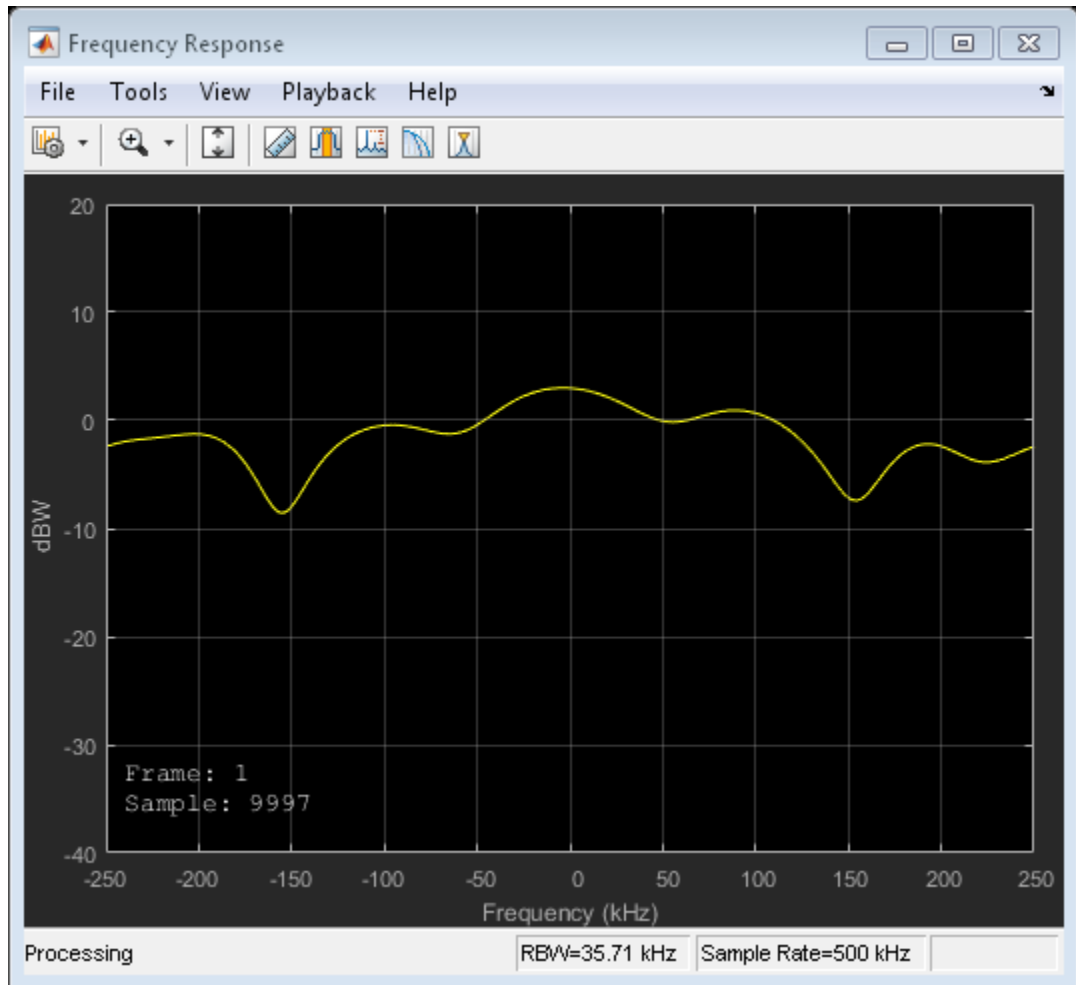 Frequency Response
File Tools View Playback Help
20
10
0
-10
-20
-30
-40
dBW
Frame: 1
Sample: 9997
-250 -200 -150 -100 -50 0 50 100 150 200 250
Frequency (kHz)
Processing RBW=35.71 kHz Sample Rate=500 kHz